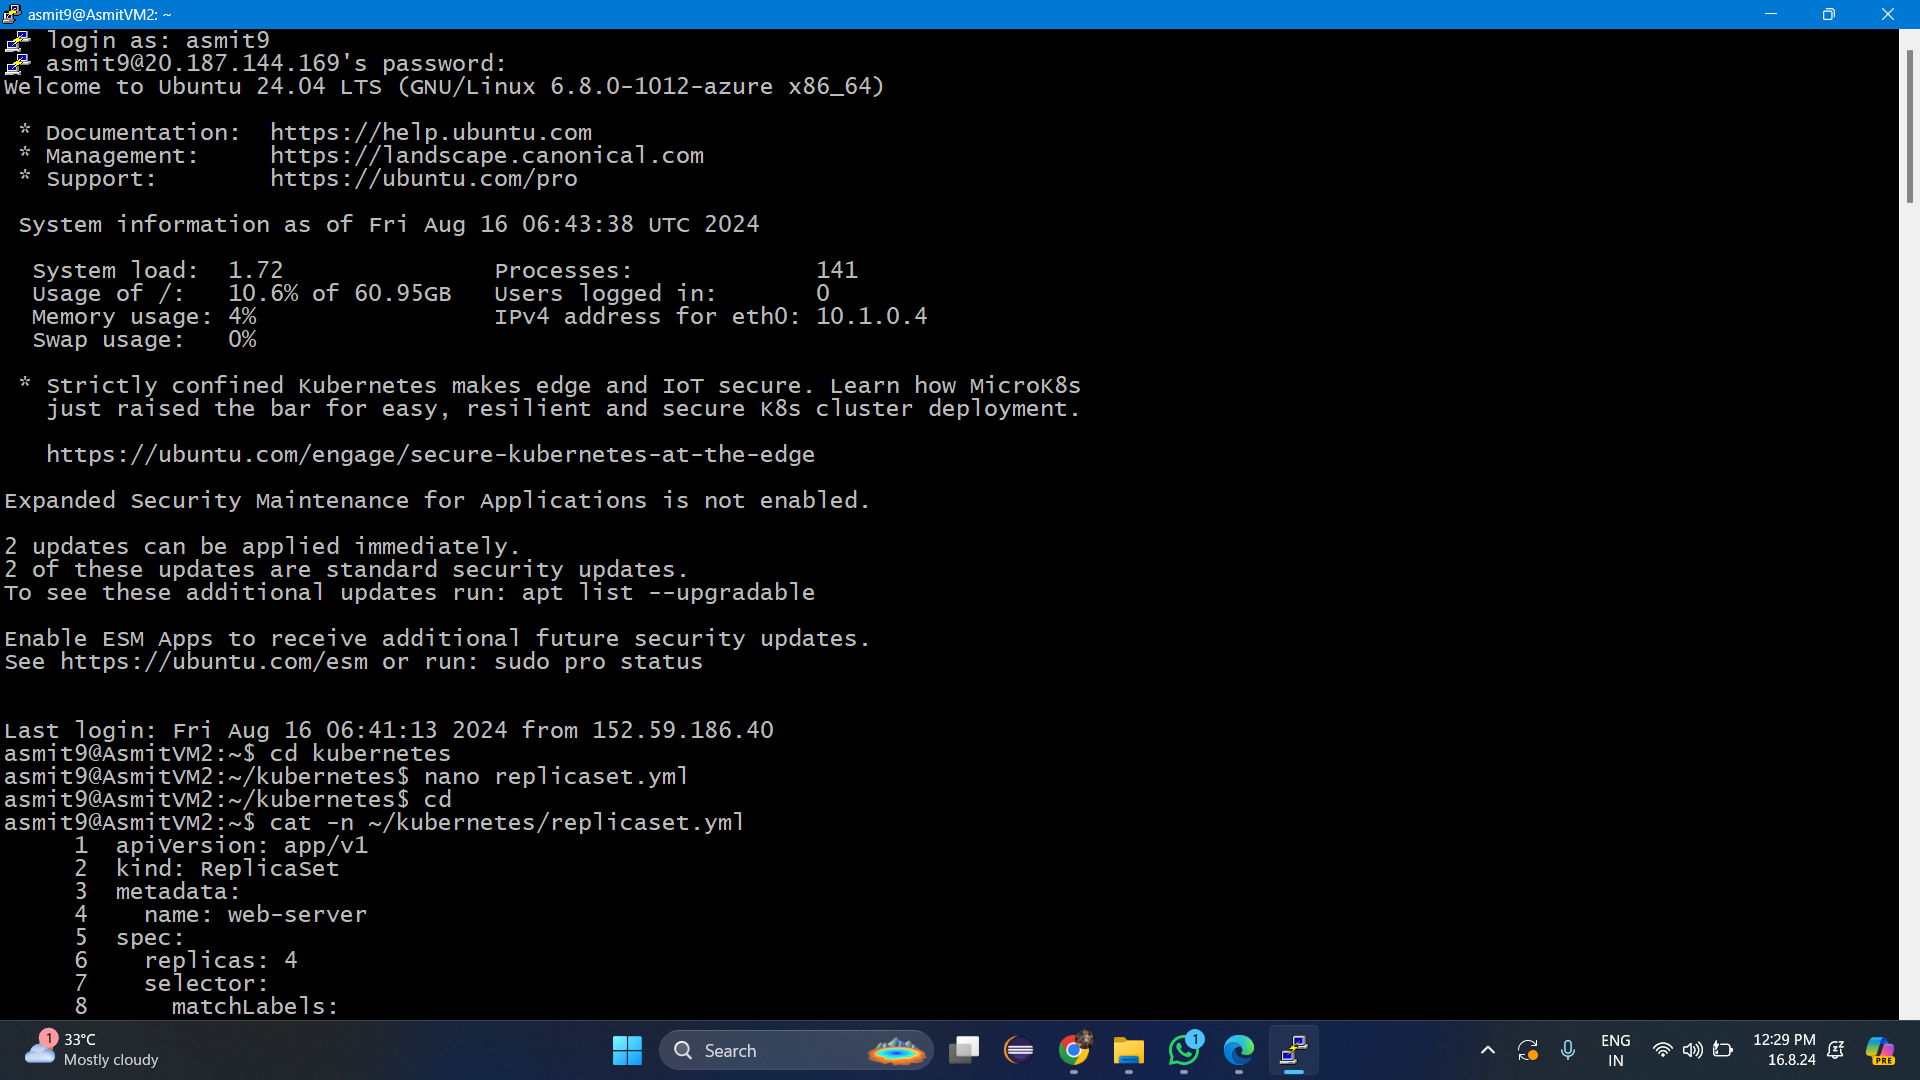 asmit9@AsmitVM2: ~
login as: asmit9
asmit9@20.187.144.169's password:
Welcome to Ubuntu 24.04 LTS (GNU/Linux 6.8.0-1012-azure x86_64)
* Documentation:  https://help.ubuntu.com
* Management:     https://landscape.canonical.com
* Support:        https://ubuntu.com/pro
System information as of Fri Aug 16 06:43:38 UTC 2024
System load:  1.72               Processes:             141
Usage of /:   10.6% of 60.95GB   Users logged in:       0
Memory usage: 4%                 IPv4 address for eth0: 10.1.0.4
Swap usage:   0%
* Strictly confined Kubernetes makes edge and IoT secure. Learn how MicroK8s
just raised the bar for easy, resilient and secure K8s cluster deployment.
https://ubuntu.com/engage/secure-kubernetes-at-the-edge
Expanded Security Maintenance for Applications is not enabled.
2 updates can be applied immediately.
2 of these updates are standard security updates.
To see these additional updates run: apt list --upgradable
Enable ESM Apps to receive additional future security updates.
See https://ubuntu.com/esm or run: sudo pro status
Last login: Fri Aug 16 06:41:13 2024 from 152.59.186.40
asmit9@AsmitVM2:~$ cd kubernetes
asmit9@AsmitVM2:~/kubernetes$ nano replicaset.yml
asmit9@AsmitVM2:~/kubernetes$ cd
asmit9@AsmitVM2:~$ cat -n ~/kubernetes/replicaset.yml
1  apiVersion: app/v1
2  kind: ReplicaSet
3  metadata:
4    name: web-server
5  spec:
6    replicas: 4
7    selector:
8      matchLabels:
1
33°C
Mostly cloudy
Search
1
ENG
IN
12:29 PM
16.8.24
PRE